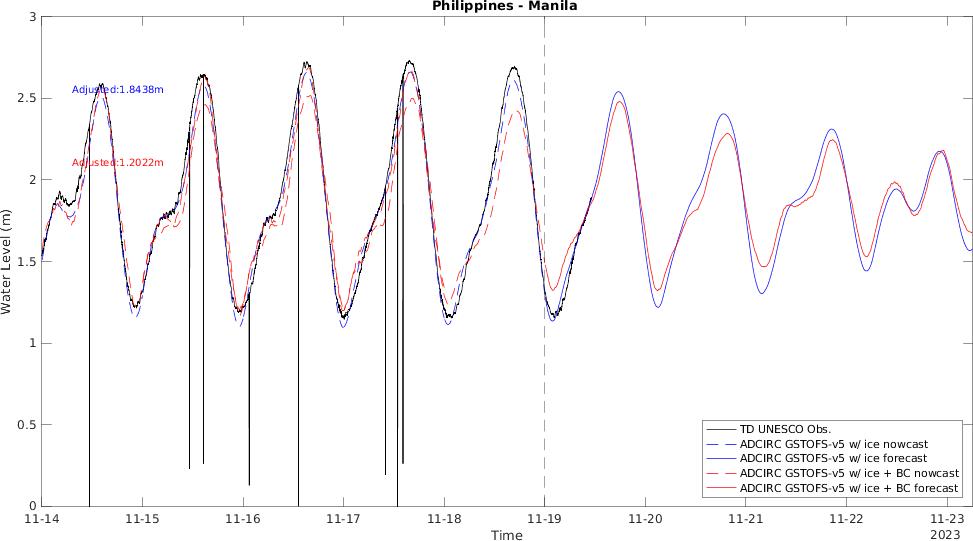 Philippines - Manila
3
2.5
2
1.5
1
0.5
0
Water Level (m)
Adjusted:1.8438m
Adjusted:1.2022m
TD UNESCO Obs.
ADCIRC GSTOFS-v5 w/ ice nowcast
ADCIRC GSTOFS-v5 w/ ice forecast
ADCIRC GSTOFS-v5 w/ ice + BC nowcast
ADCIRC GSTOFS-v5 w/ ice + BC forecast
11-14 11-15 11-16 11-17 11-18 11-19 11-20 11-21 11-22 11-23
2023
Time